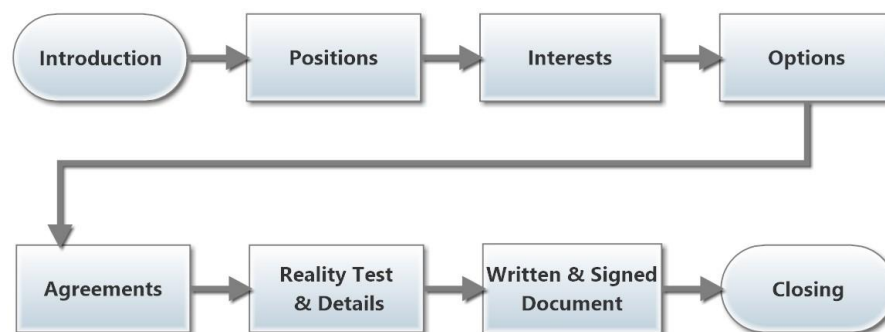 Introduction
Positions
Interests
Options
Agreements
Reality Test
& Details
Written & Signed
Document
Closing